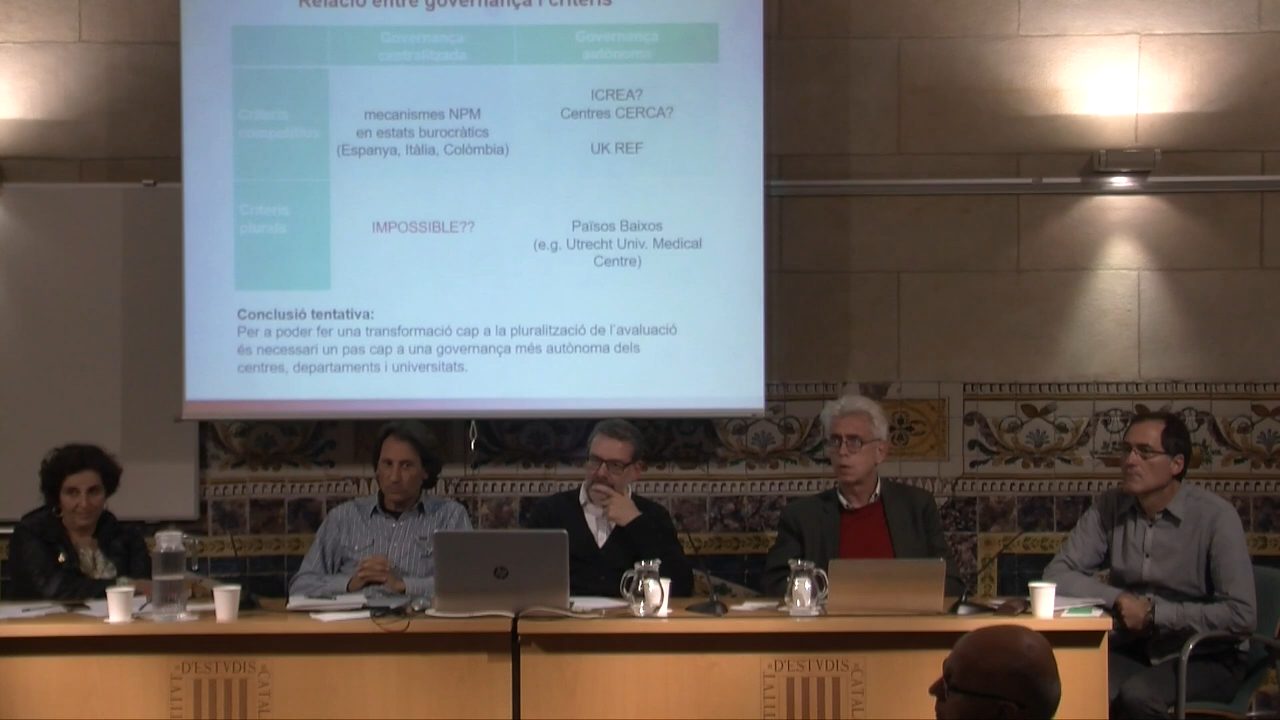 Relació entre governança i criteris
Governança
centralitzada
Governança
autònoma
Criteris
competitius
mecanismes NPM
en estats burocràtics
(Espanya, Itàlia, Colòmbia)
ICREA?
Centres CERCA?
UK REF
Criteris
plurals
IMPOSSIBLE??
Països Baixos
(e.g. Utrecht Univ. Medical
Centre)
Conclusió tentativa:
Per a poder fer una transformació cap a la pluralització de l'avaluació
és necessari un pas cap a una governança més autònoma dels
centres, departaments i universitats.
hp
D'ESTVDIS
CATAL
D'ESTVDIS
CATAL